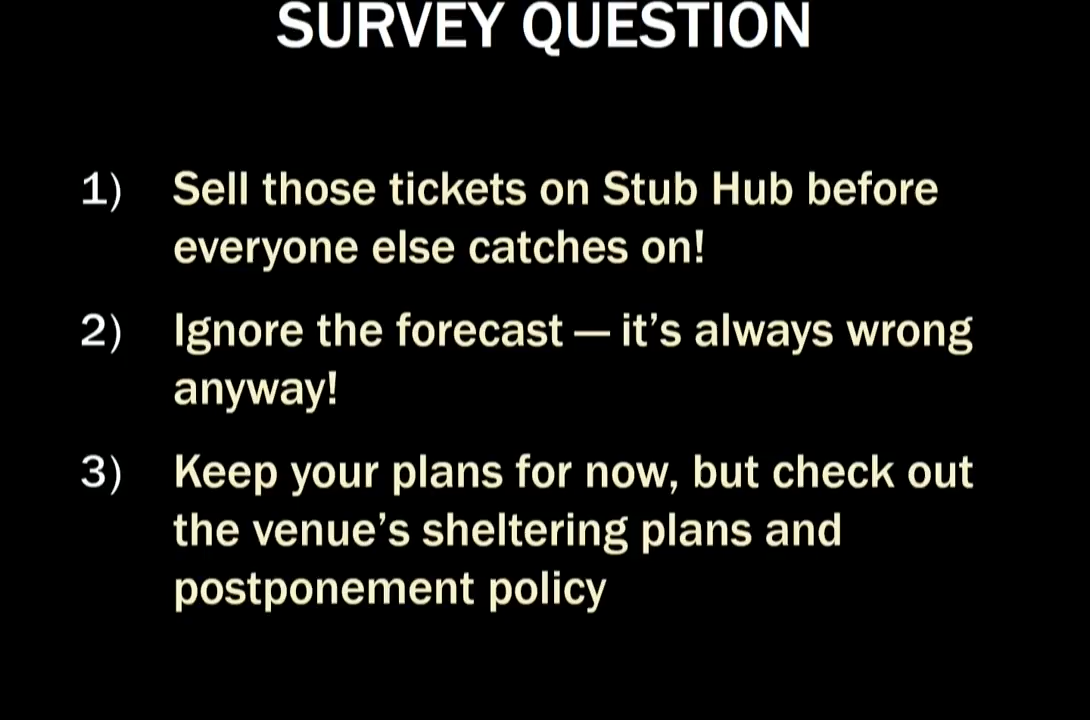 SURVEY QUESTION
1) Sell those tickets on Stub Hub before
everyone else catches on!
2) Ignore the forecast — it’s always wrong
anyway!
3) Keep your plans for now, but check out
the venue’s sheltering plans and
postponement policy